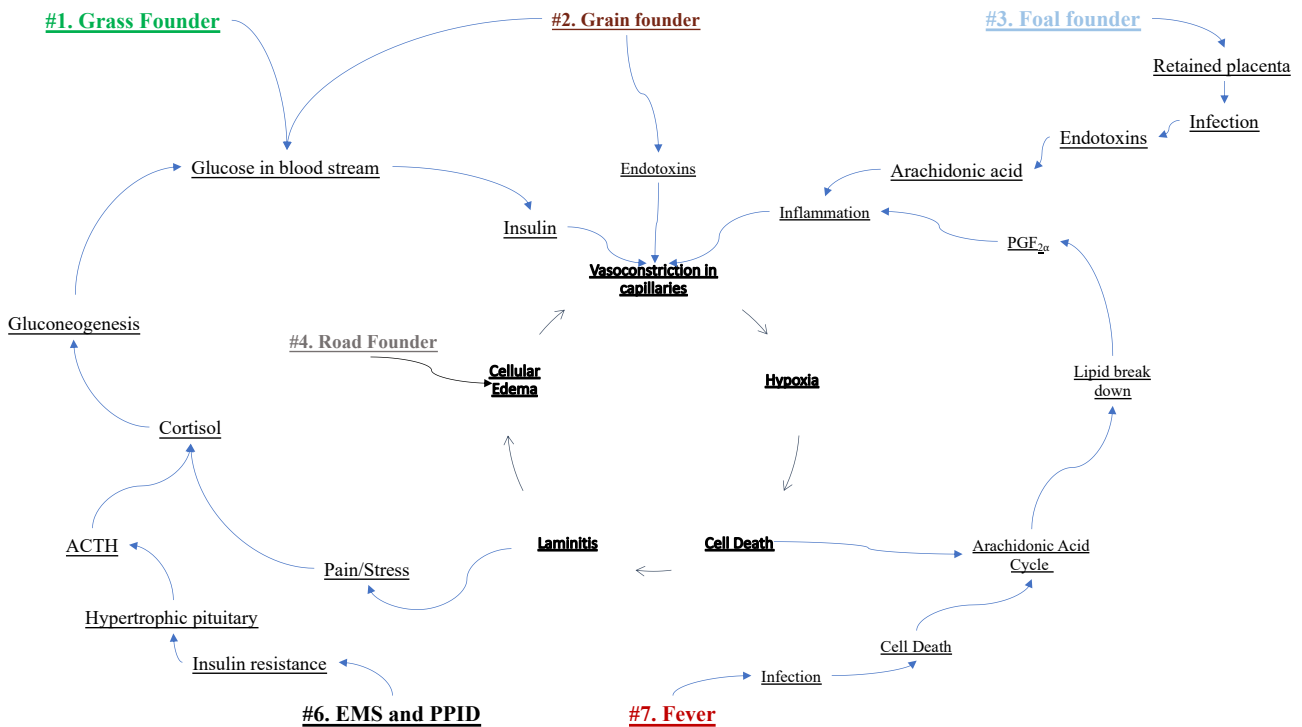 #1. Grass Founder
#2. Grain founder
#3. Foal founder
Retained placenta
Infection
Endotoxins
Arachidonic acid
Glucose in blood stream
Endotoxins
Inflammation
Insulin
PGF2α
Vasoconstriction in
capillaries
Gluconeogenesis
#4. Road Founder
Cellular
Edema
Hypoxia
Lipid break
down
Cortisol
ACTH
Laminitis
Cell Death
Arachidonic Acid
Cycle
Pain/Stress
Hypertrophic pituitary
Cell Death
Insulin resistance
Infection
#6. EMS and PPID
#7. Fever